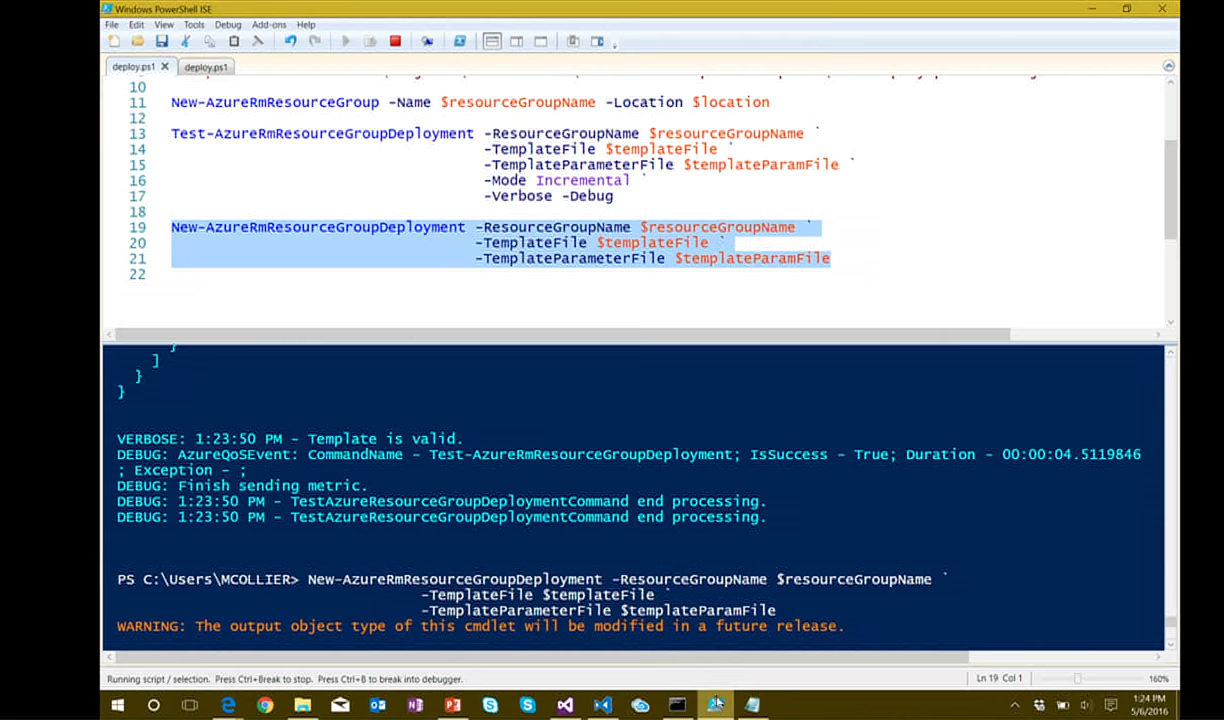 Windows PowerShell ISE
File Edit View Tools Debug Add-ons Help
deploy.ps1 deploy.ps1
10
11 New-AzureRmResourceGroup -Name $resourceGroupName -Location $location
12
13 Test-AzureRmResourceGroupDeployment -ResourceGroupName $resourceGroupName `
14 -TemplateFile $templateFile `
15 -TemplateParameterFile $templateParamFile `
16 -Mode Incremental `
17 -Verbose -Debug
18
19 New-AzureRmResourceGroupDeployment -ResourceGroupName $resourceGroupName `
20 -TemplateFile $templateFile `
21 -TemplateParameterFile $templateParamFile
22
}
]
}
}
VERBOSE: 1:23:50 PM - Template is valid.
DEBUG: AzureQoSEvent: CommandName - Test-AzureRmResourceGroupDeployment; IsSuccess - True; Duration - 00:00:04.5119846
; Exception - ;
DEBUG: Finish sending metric.
DEBUG: 1:23:50 PM - TestAzureResourceGroupDeploymentCommand end processing.
DEBUG: 1:23:50 PM - TestAzureResourceGroupDeploymentCommand end processing.
PS C:\Users\MCOLLIER> New-AzureRmResourceGroupDeployment -ResourceGroupName $resourceGroupName `
-TemplateFile $templateFile `
-TemplateParameterFile $templateParamFile
WARNING: The output object type of this cmdlet will be modified in a future release.
Running script / selection. Press Ctrl+Break to stop. Press Ctrl+B to break into debugger. Ln 19 Col 1 160%
1:24 PM
5/6/2016